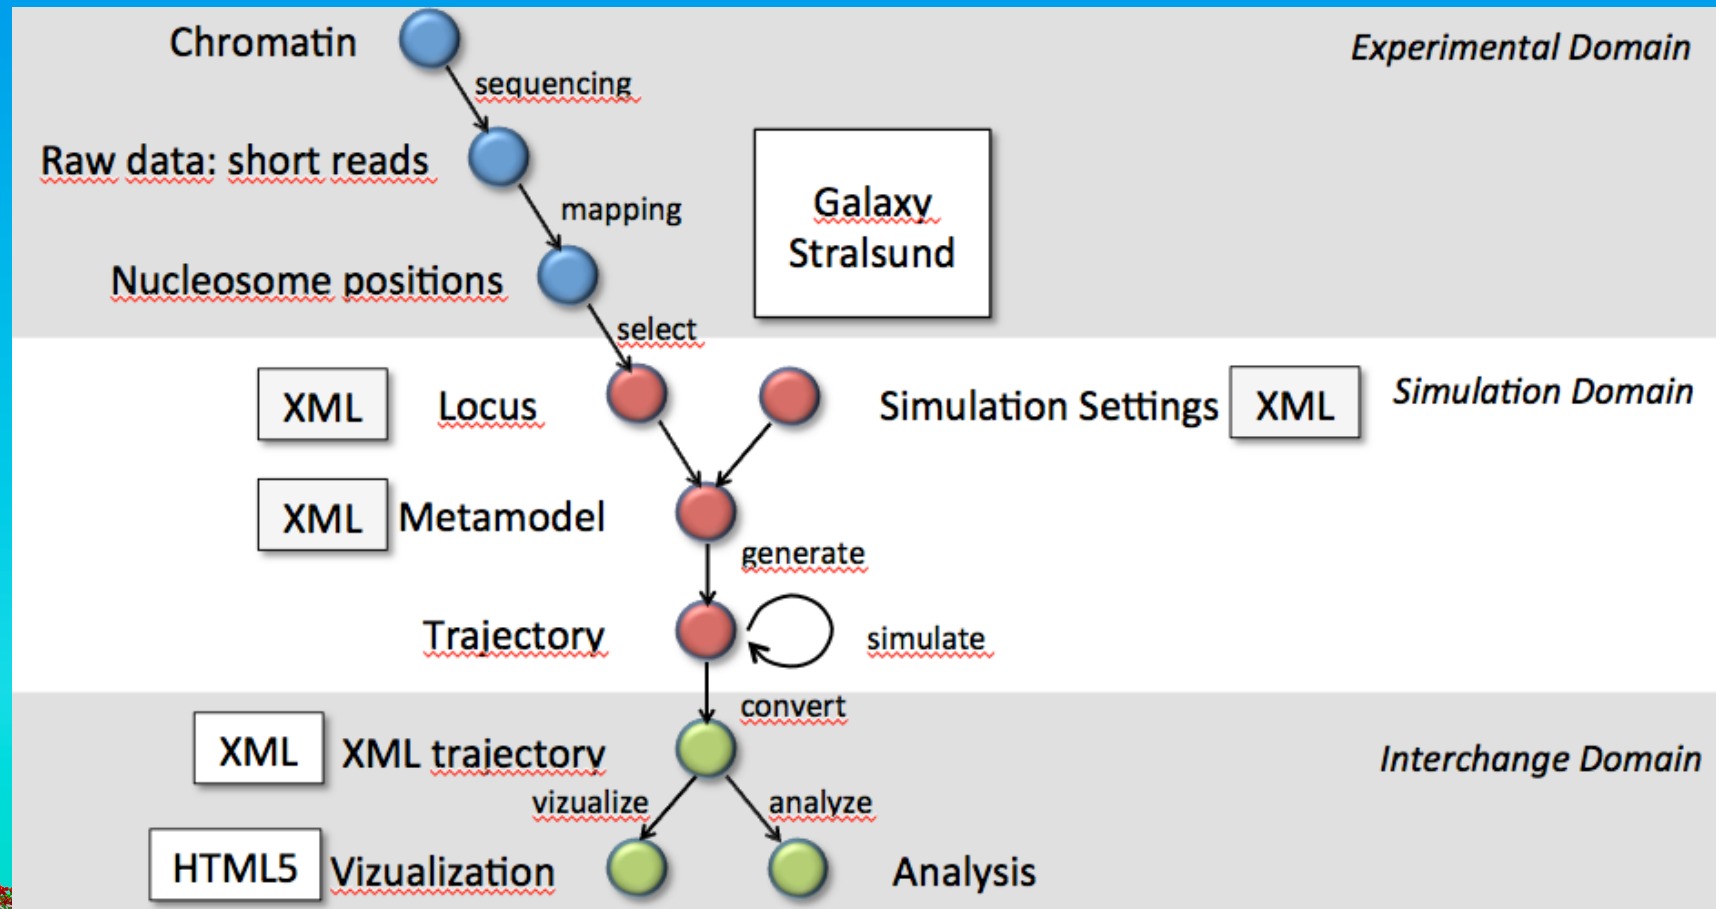 Chromatin
Experimental Domain
sequencing
Raw data: short reads
mapping
Galaxy
Stralsund
Nucleosome positions
select
XML
Locus
Simulation Settings
XML
Simulation Domain
XML
Metamodel
generate
Trajectory
simulate
convert
XML
XML trajectory
Interchange Domain
vizualize
analyze
HTML5
Vizualization
Analysis